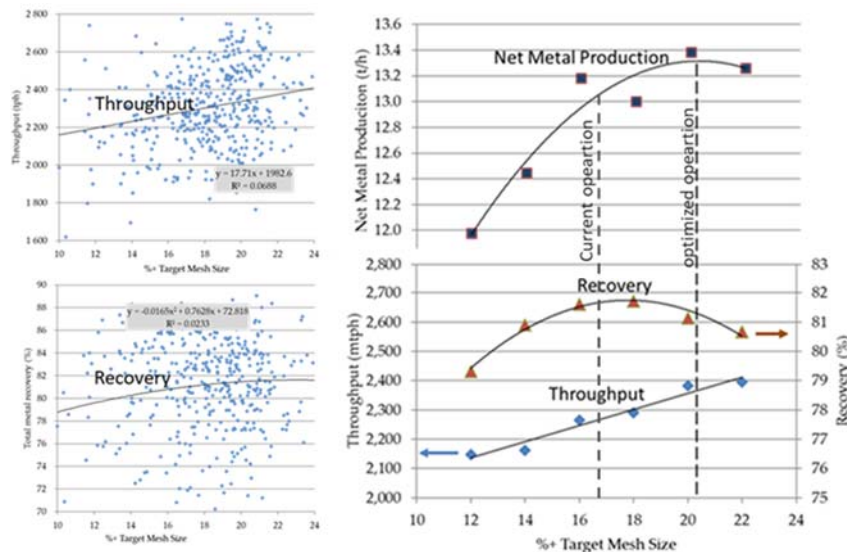 2 800
2 600
2 400
2 200
2 000
1 800
1 600
Throughput (tph)
Throughput
y = 17.71x + 1982.6
R² = 0.0688
10 12 14 16 18 20 22 24
%+ Target Mesh Size
90
88
86
84
82
80
78
76
74
72
70
Total metal recovery (%)
y = -0.0165x² + 0.7628x + 72.818
R² = 0.0233
Recovery
10 12 14 16 18 20 22 24
%+ Target Mesh Size
13.6
13.4
13.2
13.0
12.8
12.6
12.4
12.2
12.0
Net Metal Produciton (t/h)
Net Metal Production
Current opeartion
optimized opeartion
2,800
2,700
2,600
2,500
2,400
2,300
2,200
2,100
2,000
Throughput (mtph)
Recovery
Throughput
83
82
81
80
79
78
77
76
75
Recovery (%)
10 12 14 16 18 20 22 24
%+ Target Mesh Size